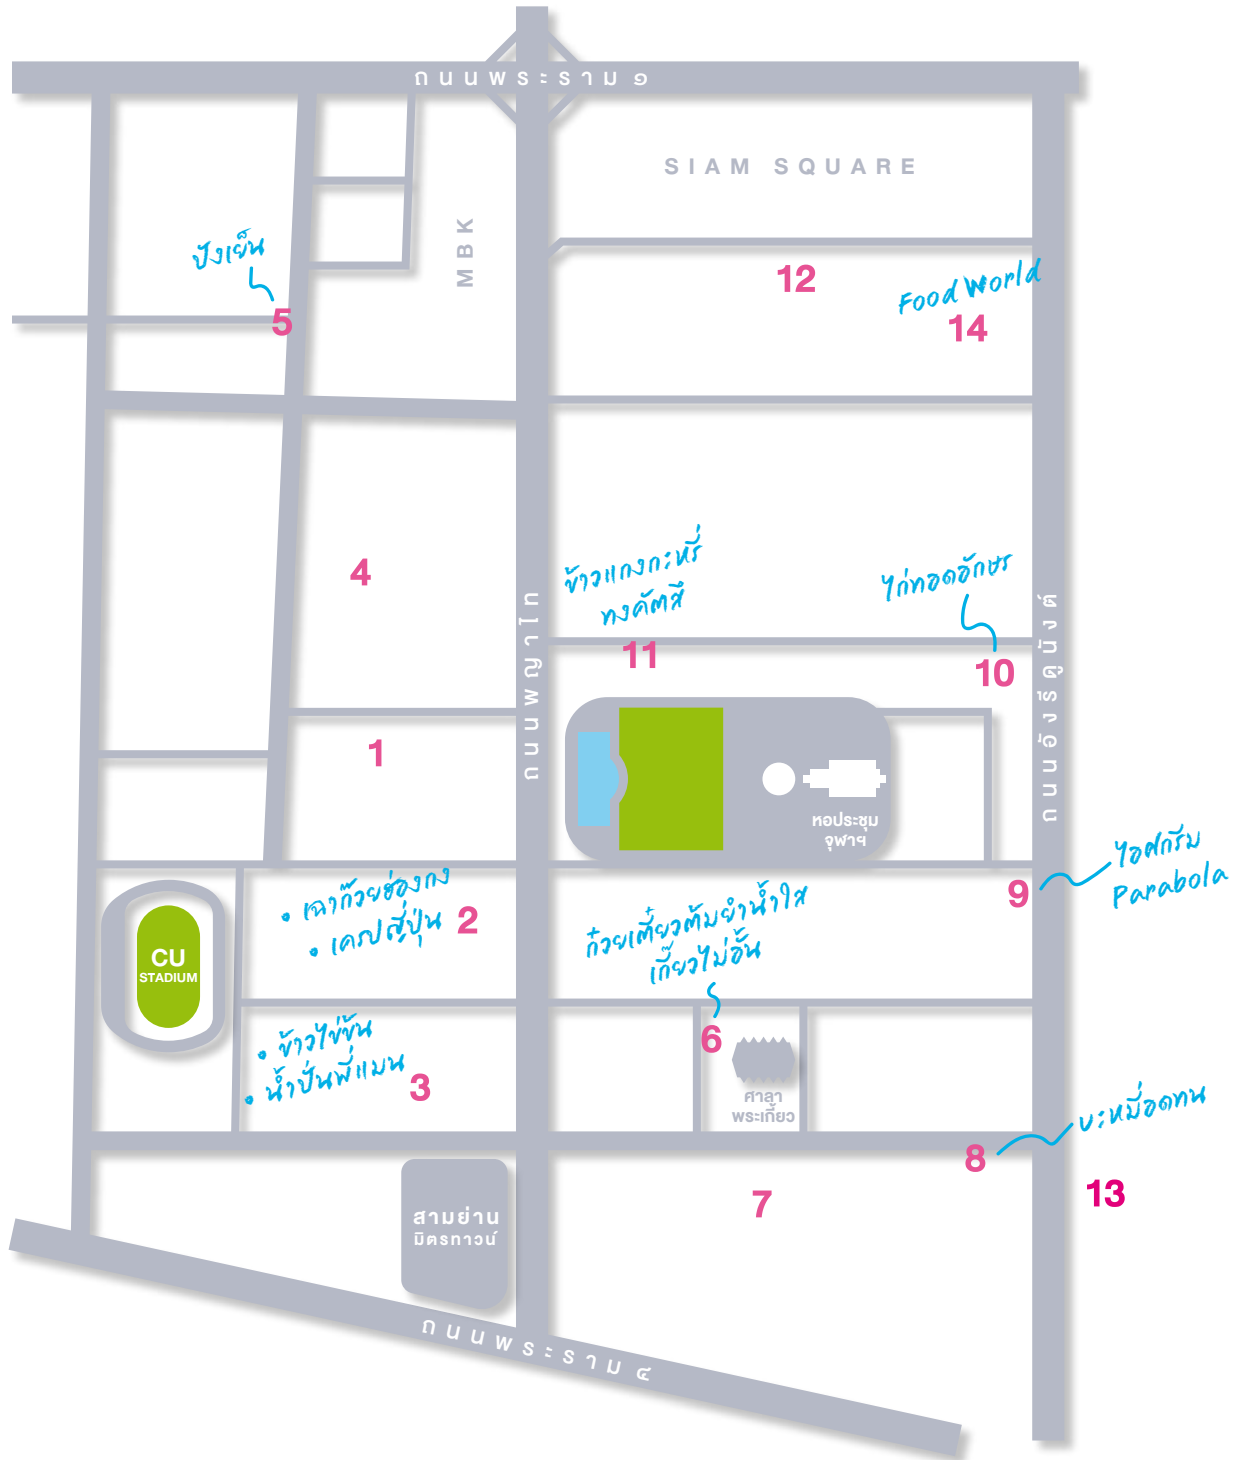 ถนนพระราม ๑
SIAM SQUARE
MBK
ปังเย็น
5
12
Food World
14
4
ข้าวแกงกะหรี่
ทงคัตสึ
11
ไก่ทอดอักษร
10
ถนนพญาไท
ถนนอังรีดูนังต์
1
หอประชุม
จุฬาฯ
ไอศกรีม
Parabola
9
• เฉาก๊วยฮ่องกง
• เครปญี่ปุ่น
2
ก๋วยเตี๋ยวต้มยำน้ำใส
เกี๊ยวไม่อั้น
6
CU
STADIUM
• ข้าวไข่ข้น
• น้ำปั่นพี่แมน
3
ศาลา
พระเกี้ยว
บะหมี่อดทน
8
13
7
สามย่าน
มิตรทาวน์
ถนนพระราม ๔